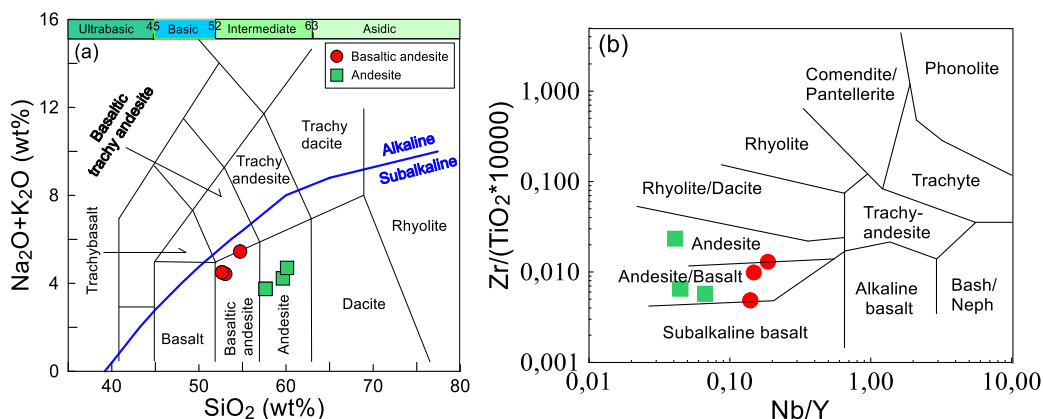 Ultrabasic 45 Basic 52 Intermediate 63 Asidic
(a)
Basaltic andesite
Andesite
16
12
8
4
0
Na2O+K2O (wt%)
Basaltic
trachy andesite
Trachybasalt
Trachy
andesite
Trachy
dacite
Alkaline
Subalkaline
Rhyolite
Basalt
Basaltic
andesite
Andesite
Dacite
40 50 60 70 80
SiO2 (wt%)
(b)
Zr/(TiO2*10000)
1,000
0,100
0,010
0,001
Comendite/
Pantellerite
Phonolite
Rhyolite
Trachyte
Rhyolite/Dacite
Trachy-
andesite
Andesite
Andesite/Basalt
Subalkaline basalt
Alkaline
basalt
Bash/
Neph
0,01 0,10 1,00 10,00
Nb/Y